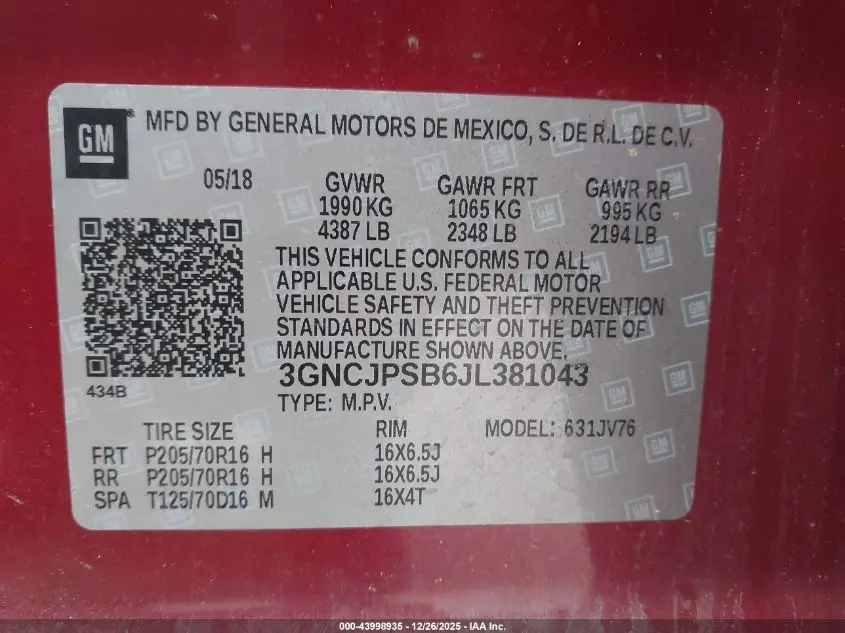 GM
MFD BY GENERAL MOTORS DE MEXICO, S. DE R.L. DE C.V.
05/18 GVWR GAWR FRT GAWR RR
1990 KG 1065 KG 995 KG
4387 LB 2348 LB 2194 LB
THIS VEHICLE CONFORMS TO ALL
APPLICABLE U.S. FEDERAL MOTOR
VEHICLE SAFETY AND THEFT PREVENTION
STANDARDS IN EFFECT ON THE DATE OF
MANUFACTURE SHOWN ABOVE.
434B
3GNCJPSB6JL381043
TYPE: M.P.V.
TIRE SIZE RIM MODEL: 631JV76
FRT P205/70R16 H 16X6.5J
RR P205/70R16 H 16X6.5J
SPA T125/70D16 M 16X4T
000-43998935 - 12/26/2025 - IAA Inc.